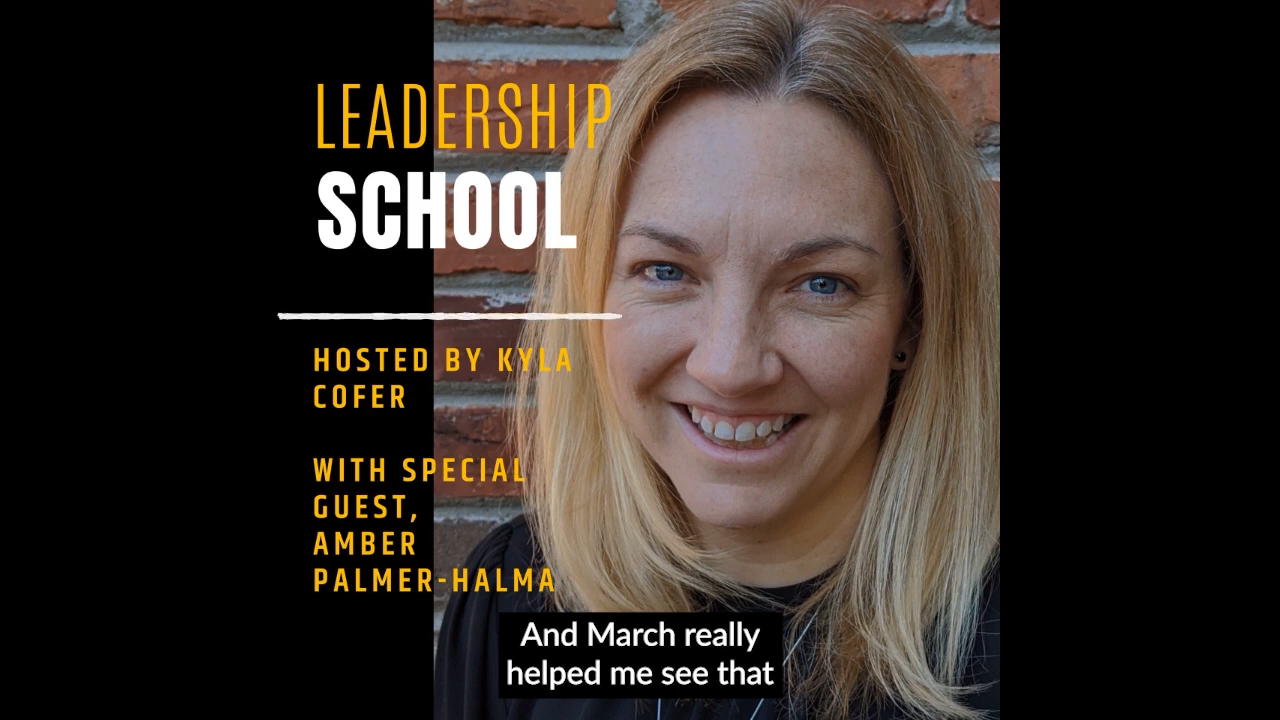 LEADERSHIP
SCHOOL
HOSTED BY KYLA
COFER
WITH SPECIAL
GUEST,
AMBER
PALMER-HALMA
And March really
helped me see that